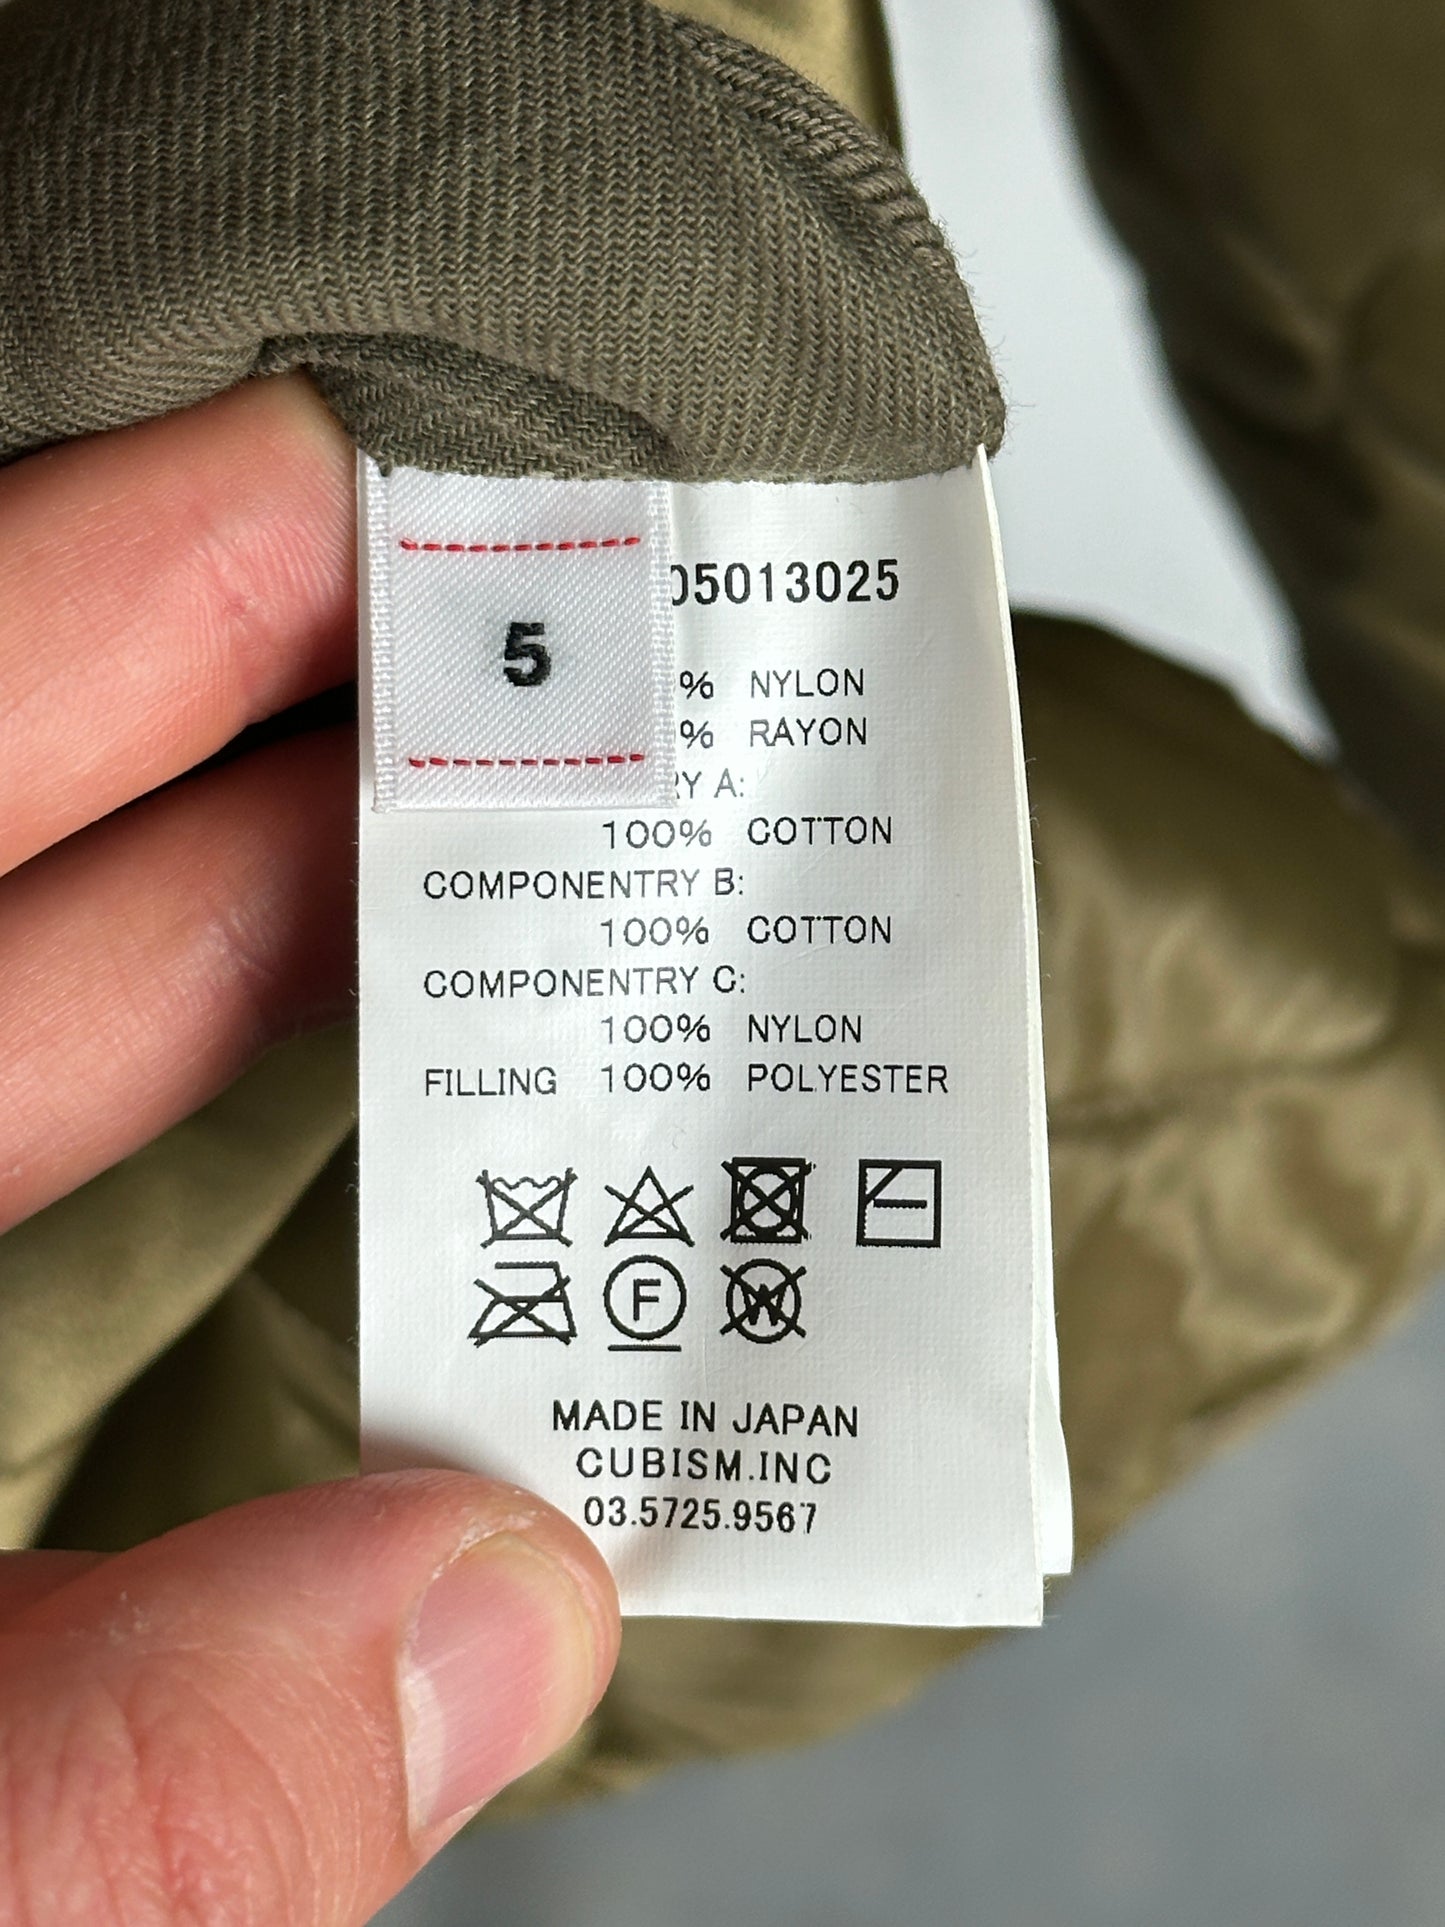 5
05013025
% NYLON
% RAYON
A:
100% COTTON
COMPONENTRY B:
100% COTTON
COMPONENTRY C:
100% NYLON
FILLING 100% POLYESTER
F
W
MADE IN JAPAN
CUBISM.INC
03.5725.9567